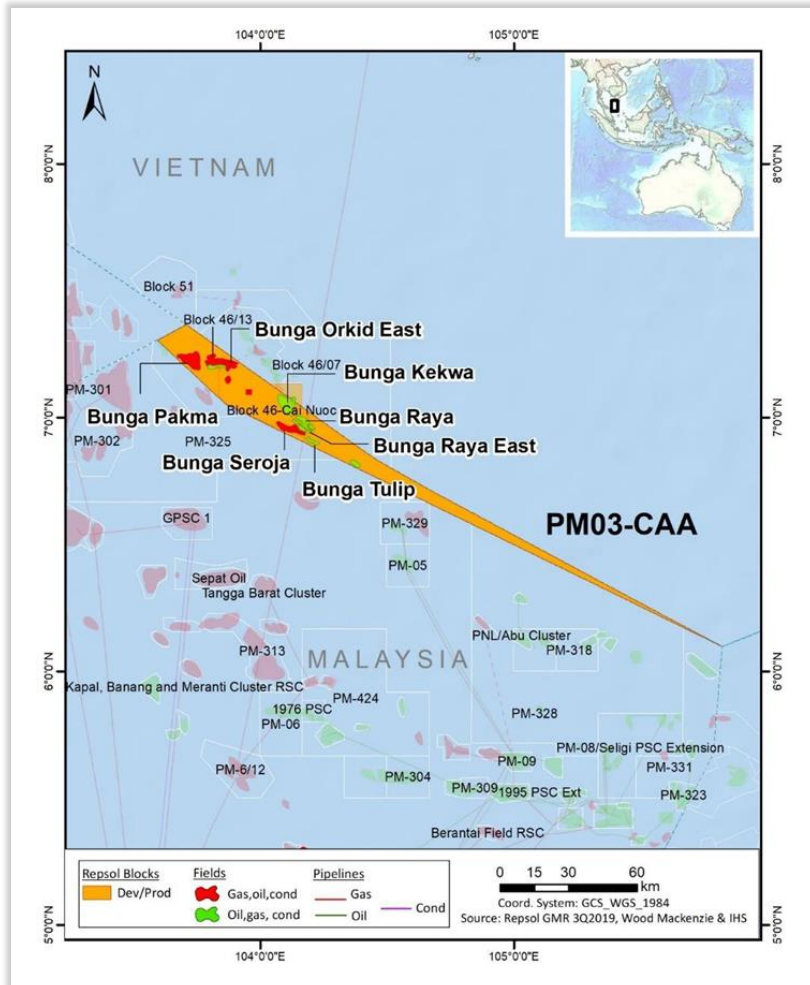 104°0'0"E
105°0'0"E
N
8°0'0"N
8°0'0"N
VIETNAM
Block 51
Block 46/13
Bunga Orkid East
Block 46/07
Bunga Kekwa
PM-301
Bunga Pakma
Block 46-Cai Nuoc
Bunga Raya
7°0'0"N
7°0'0"N
PM-302
PM-325
Bunga Raya East
Bunga Seroja
Bunga Tulip
GPSC 1
PM-329
PM03-CAA
PM-05
Sepat Oil
Tangga Barat Cluster
PNL/Abu Cluster
PM-318
PM-313
MALAYSIA
6°0'0"N
6°0'0"N
Kapal, Banang and Meranti Cluster RSC
PM-424
1976 PSC
PM-06
PM-328
PM-08/Seligi PSC Extension
PM-6/12
PM-304
PM-09
PM-331
PM-309
1995 PSC Ext
PM-323
Berantai Field RSC
Repsol Blocks
Dev/Prod
Fields
Gas,oil,cond
Oil,gas, cond
Pipelines
Gas
Oil
Cond
0 15 30 60
km
Coord. System: GCS_WGS_1984
Source: Repsol GMR 3Q2019, Wood Mackenzie & IHS
5°0'0"N
5°0'0"N
104°0'0"E
105°0'0"E